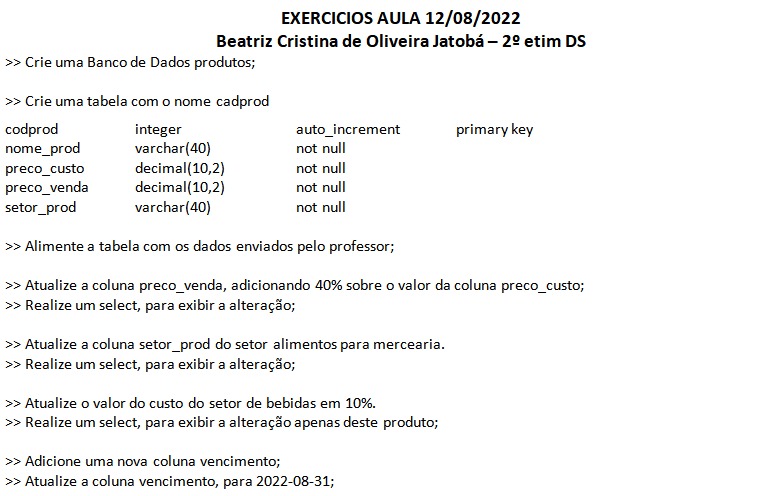 EXERCICIOS AULA 12/08/2022
Beatriz Cristina de Oliveira Jatobá – 2º etim DS
>> Crie uma Banco de Dados produtos;
>> Crie uma tabela com o nome cadprod
codprod integer auto_increment primary key
nome_prod varchar(40) not null
preco_custo decimal(10,2) not null
preco_venda decimal(10,2) not null
setor_prod varchar(40) not null
>> Alimente a tabela com os dados enviados pelo professor;
>> Atualize a coluna preco_venda, adicionando 40% sobre o valor da coluna preco_custo;
>> Realize um select, para exibir a alteração;
>> Atualize a coluna setor_prod do setor alimentos para mercearia.
>> Realize um select, para exibir a alteração;
>> Atualize o valor do custo do setor de bebidas em 10%.
>> Realize um select, para exibir a alteração apenas deste produto;
>> Adicione uma nova coluna vencimento;
>> Atualize a coluna vencimento, para 2022-08-31;